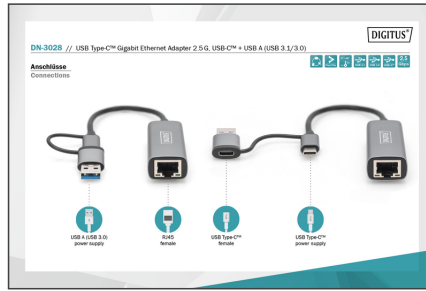 DIGITUS®
DN-3028 // USB Type-C™ Gigabit Ethernet Adapter 2.5G, USB-C™ + USB A (USB 3.1/3.0)
2.5
Anschlüsse
Connections
USB A (USB 3.0)
power supply
RJ45
female
USB Type-C™
female
USB Type-C™
power supply